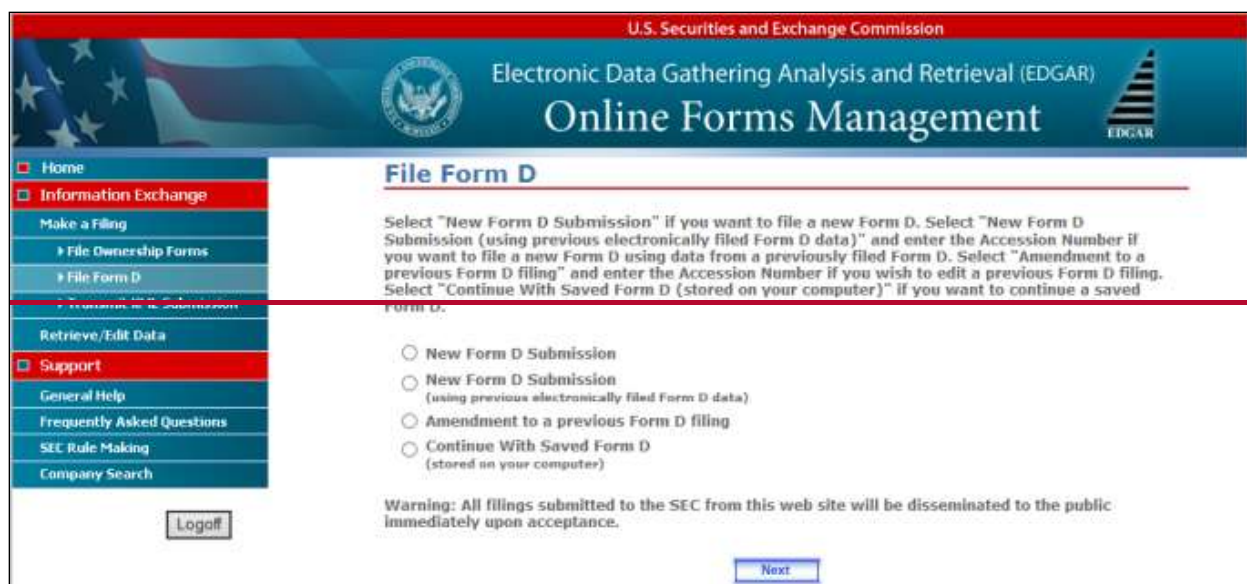 U.S. Securities and Exchange Commission
Electronic Data Gathering Analysis and Retrieval (EDGAR)
Online Forms Management
EDGAR
Home
Information Exchange
Make a Filing
File Ownership Forms
File Form D
Retrieve/Edit Data
Support
General Help
Frequently Asked Questions
SEC Rule Making
Company Search
Logoff
File Form D
Select "New Form D Submission" if you want to file a new Form D. Select "New Form D
Submission (using previous electronically filed Form D data)" and enter the Accession Number if
you want to file a new Form D using data from a previously filed Form D. Select "Amendment to a
previous Form D filing" and enter the Accession Number if you wish to edit a previous Form D filing.
Select "Continue With Saved Form D (stored on your computer)" if you want to continue a saved
Form D.
New Form D Submission
New Form D Submission
(using previous electronically filed Form D data)
Amendment to a previous Form D filing
Continue With Saved Form D
(stored on your computer)
Warning: All filings submitted to the SEC from this web site will be disseminated to the public
immediately upon acceptance.
Next